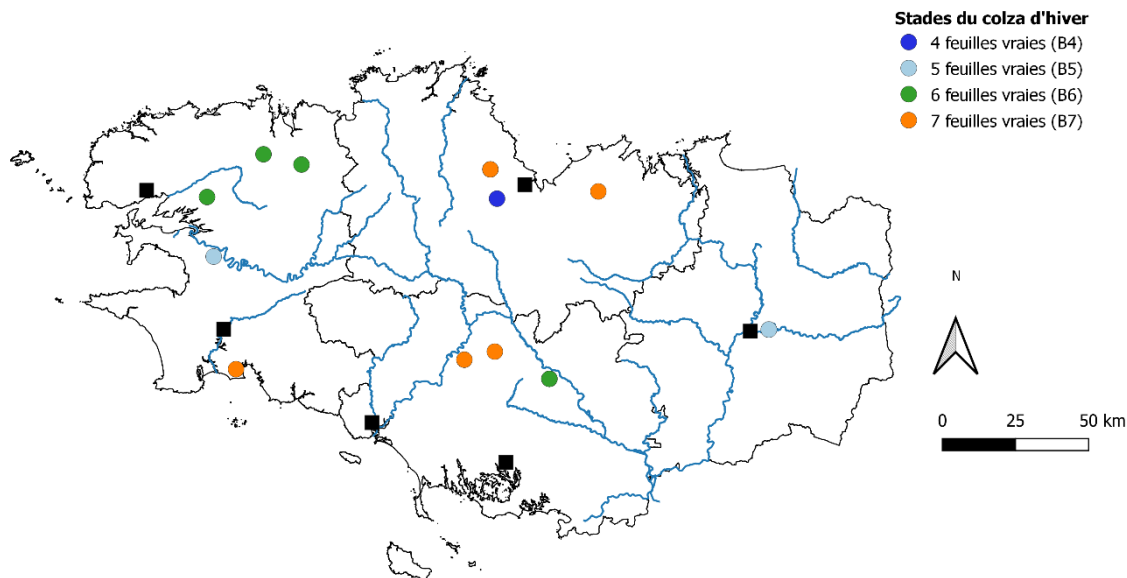 Stades du colza d'hiver
4 feuilles vraies (B4)
5 feuilles vraies (B5)
6 feuilles vraies (B6)
7 feuilles vraies (B7)
N
0 25 50 km